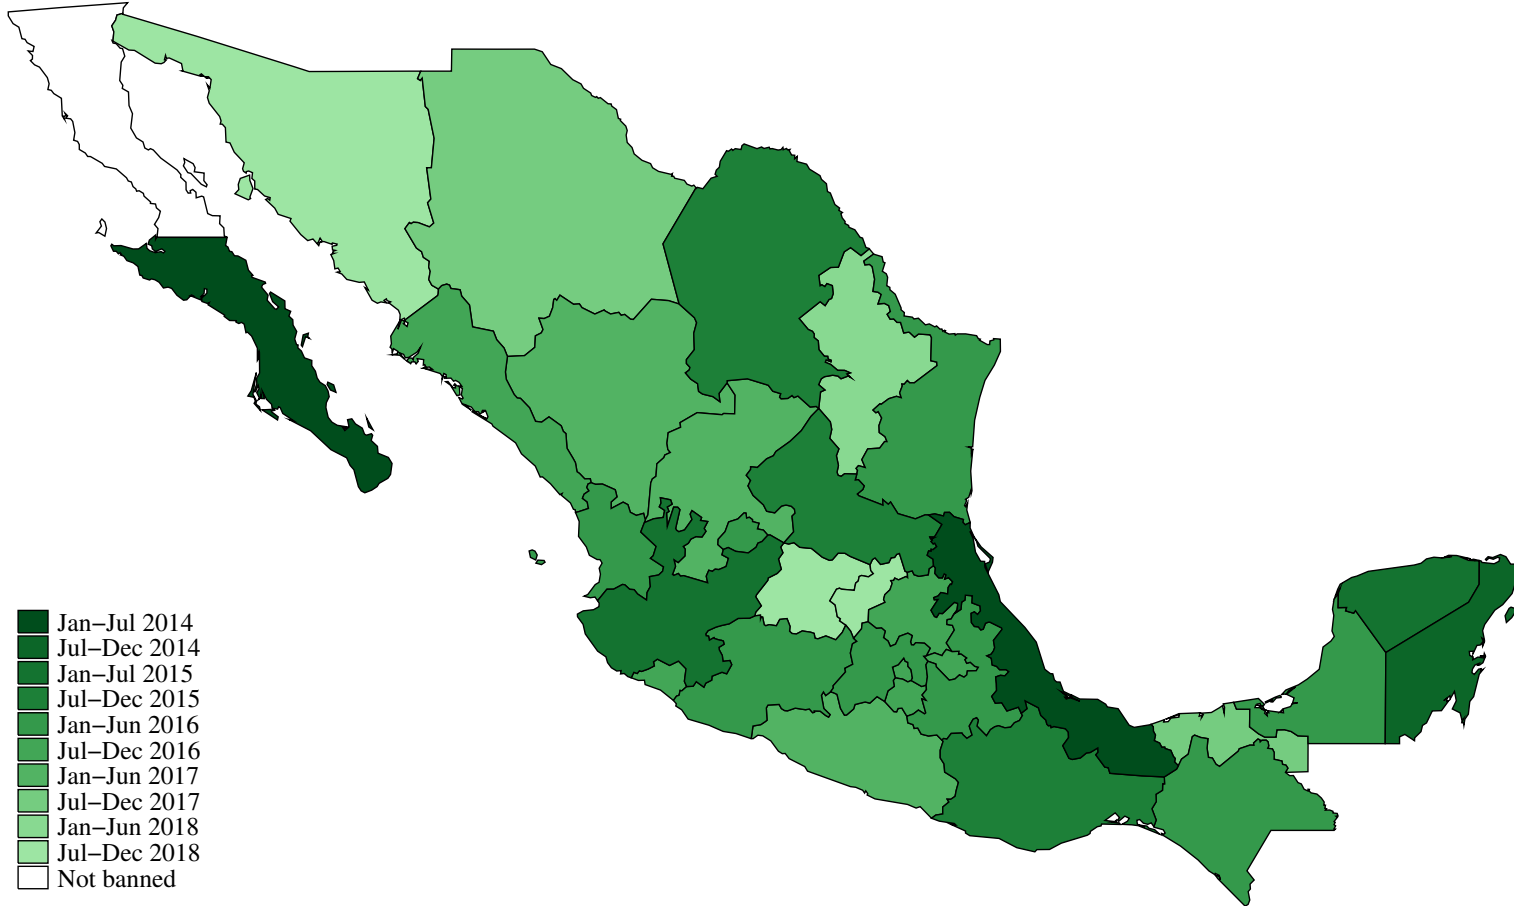 Jan−Jul 2014
Jul−Dec 2014
Jan−Jul 2015
Jul−Dec 2015
Jan−Jun 2016
Jul−Dec 2016
Jan−Jun 2017
Jul−Dec 2017
Jan−Jun 2018
Jul−Dec 2018
Not banned